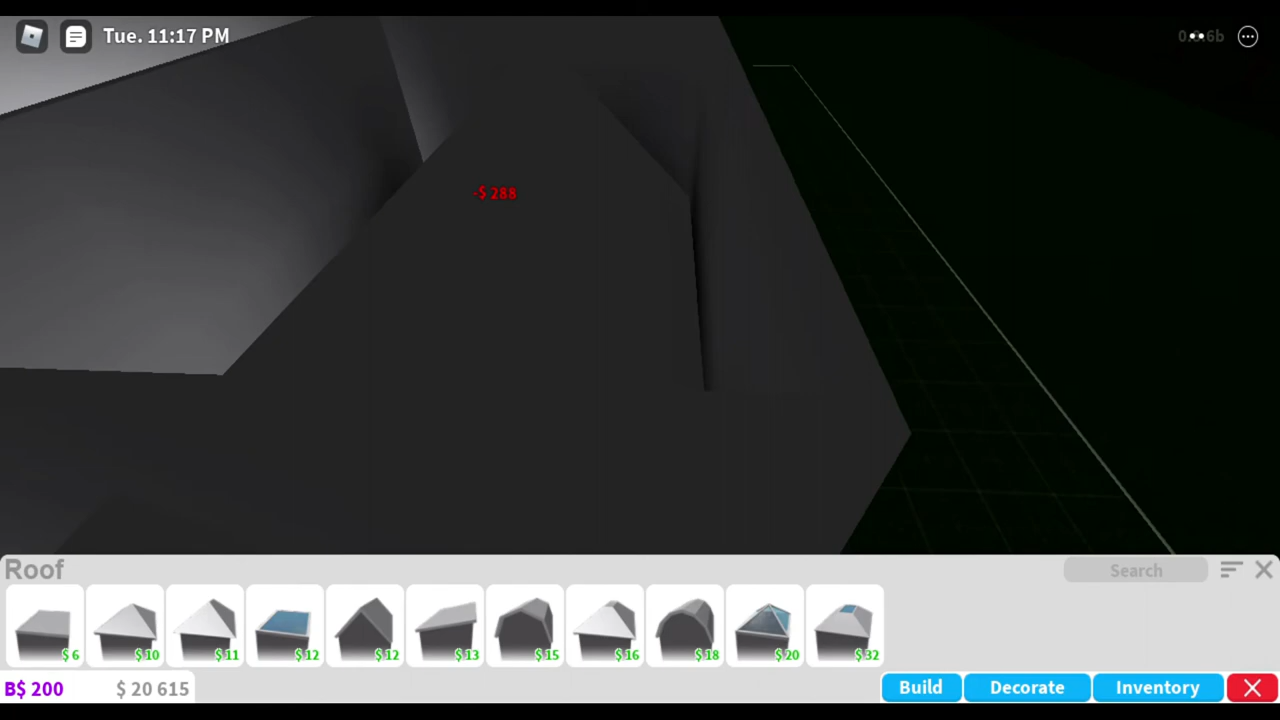 Tue. 11:17 PM
-$ 288
Roof
Search
$ 6
$ 10
$ 11
$ 12
$ 12
$ 13
$ 15
$ 16
$ 18
$ 20
$ 32
B$ 200
$ 20 615
Build
Decorate
Inventory